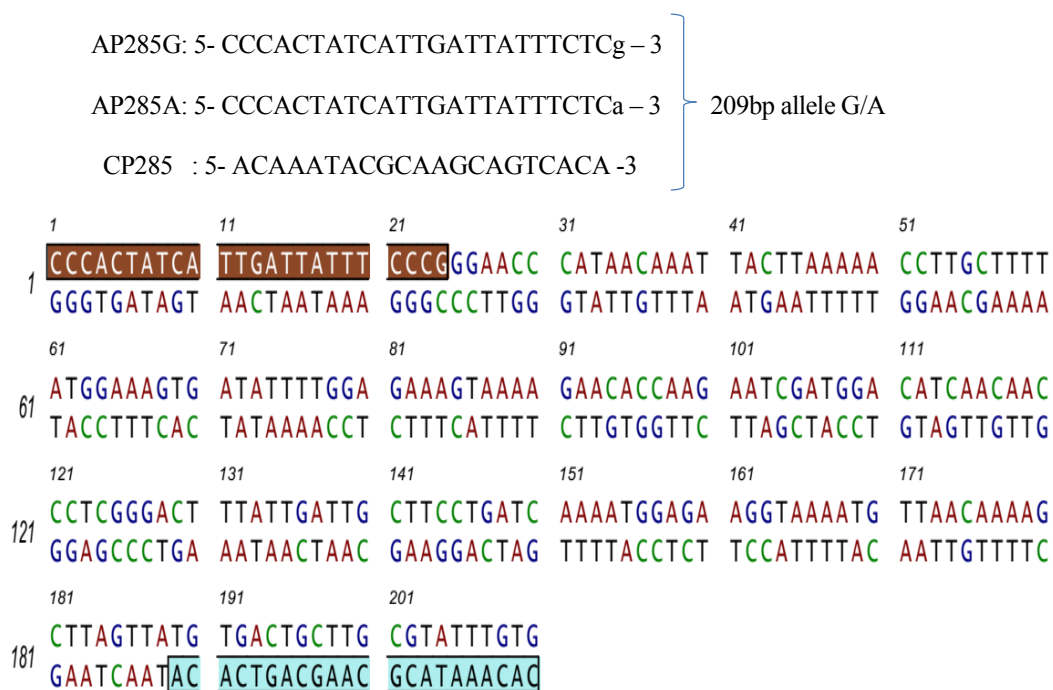 AP285G: 5- CCCACTATCATTGATTATTTCTCg – 3
AP285A: 5- CCCACTATCATTGATTATTTCTCa – 3
209bp allele G/A
CP285 : 5- ACAAATACGCAAGCAGTCACA -3
1 11 21 31 41 51
1 CCCACTATCA TTGATTATTT CCCGGGAACC CATAACAAAT TACTTAAAAA CCTTGCTTTT
GGGTGATAGT AACTAATAAA GGGCCCTTGG GTATTGTTTA ATGAATTTTT GGAACGAAAA
61 71 81 91 101 111
61 ATGGAAAGTG ATATTTTGGA GAAAGTAAAA GAACACCAAG AATCGATGGA CATCAACAAC
TACCTTTCAC TATAAAACCT CTTTCATTTT CTTGTGGTTC TTAGCTACCT GTAGTTGTTG
121 131 141 151 161 171
121 CCTCGGGACT TTATTGATTG CTTCCTGATC AAAATGGAGA AGGTAAAATG TTAACAAAAG
GGAGCCCTGA AATAACTAAC GAAGGACTAG TTTTACCTCT TCCATTTTAC AATTGTTTTC
181 191 201
181 CTTAGTTATG TGACTGCTTG CGTATTTGTG
GAATCAATAC ACTGACGAAC GCATAAACAC